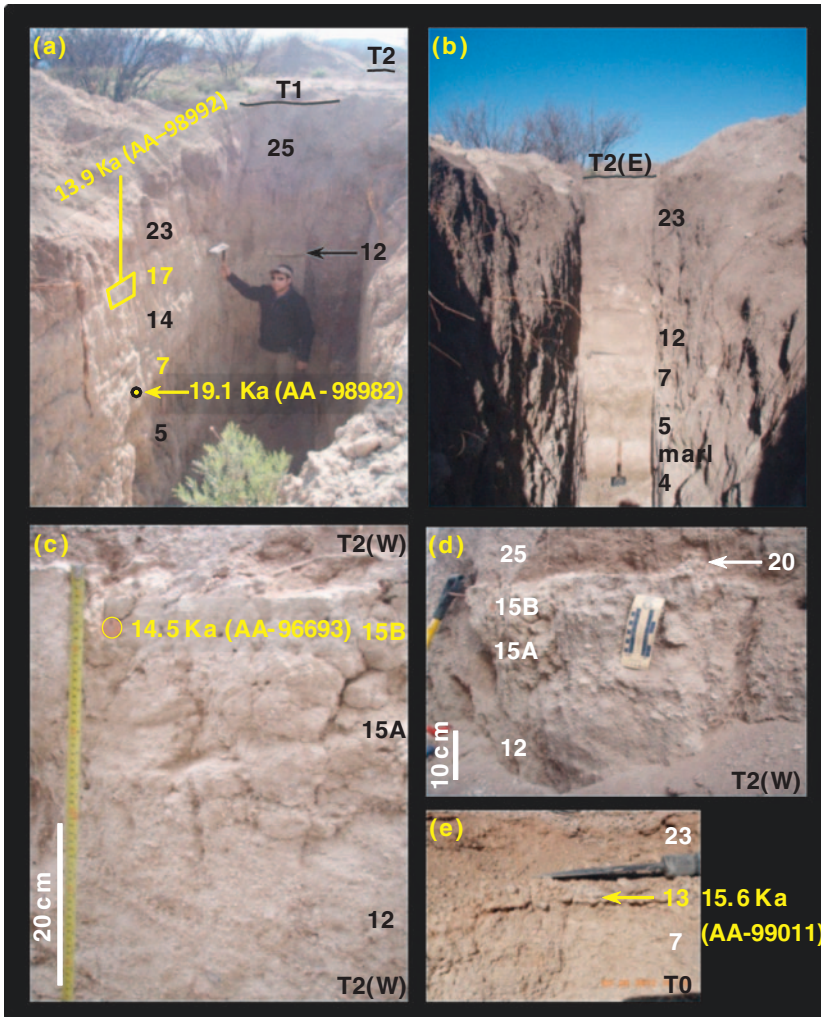 (a)
T2
T1
13.9 Ka (AA–98992)
25
23
12
17
14
7
19.1 Ka (AA - 98982)
5
(b)
T2(E)
23
12
7
5
marl
4
(c)
T2(W)
14.5 Ka (AA- 96693) 15B
15A
20 cm
12
T2(W)
(d)
25
20
15B
15A
12
10 cm
T2(W)
(e)
23
13 15.6 Ka
(AA-99011)
7
T0